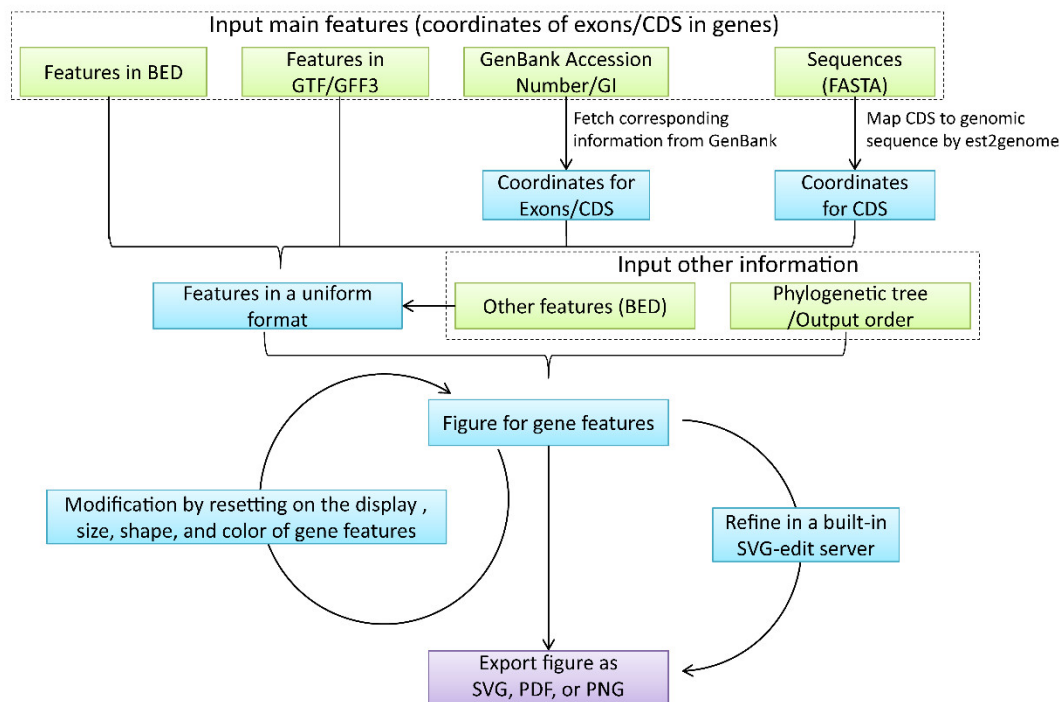 Input main features (coordinates of exons/CDS in genes)
Features in BED
Features in
GTF/GFF3
GenBank Accession
Number/GI
Sequences
(FASTA)
Fetch corresponding
information from GenBank
Map CDS to genomic
sequence by est2genome
Coordinates for
Exons/CDS
Coordinates
for CDS
Input other information
Features in a uniform
format
Other features (BED)
Phylogenetic tree
/Output order
Figure for gene features
Modification by resetting on the display ,
size, shape, and color of gene features
Refine in a built-in
SVG-edit server
Export figure as
SVG, PDF, or PNG